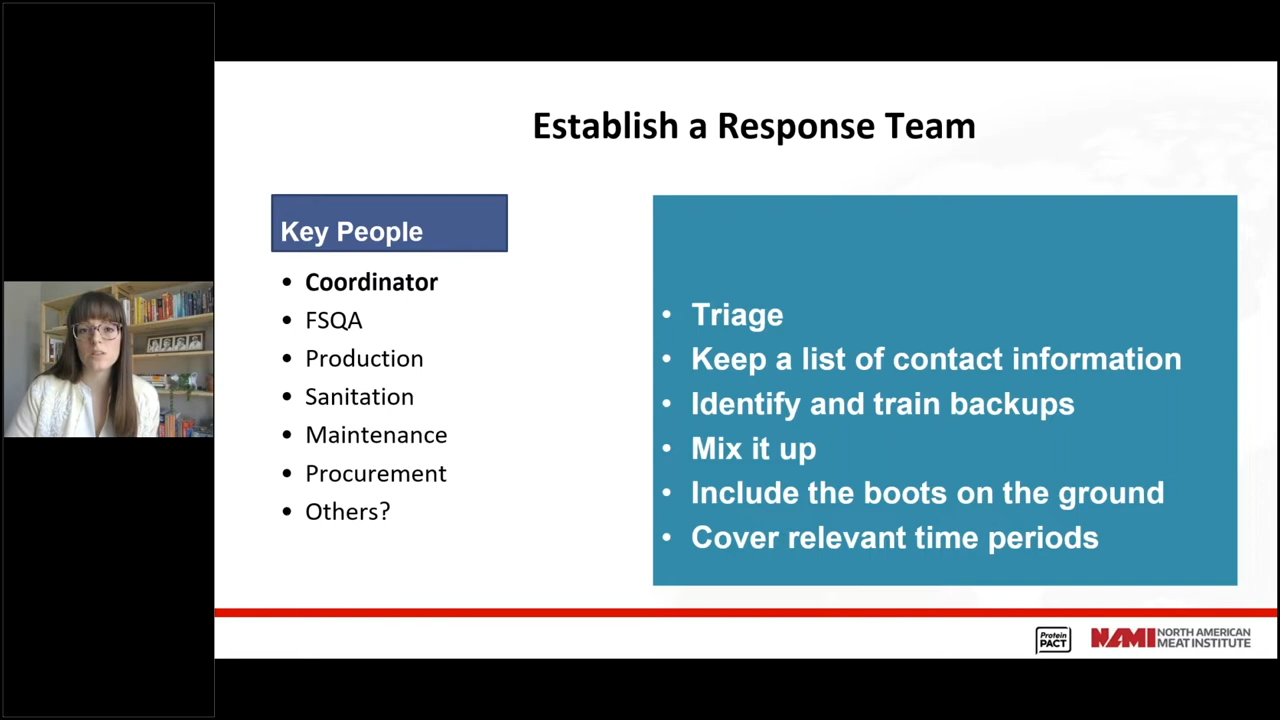 Establish a Response Team
Key People
• Coordinator
• FSQA
• Production
• Sanitation
• Maintenance
• Procurement
• Others?
• Triage
• Keep a list of contact information
• Identify and train backups
• Mix it up
• Include the boots on the ground
• Cover relevant time periods
Protein
PACT
NAMI
NORTH AMERICAN
MEAT INSTITUTE